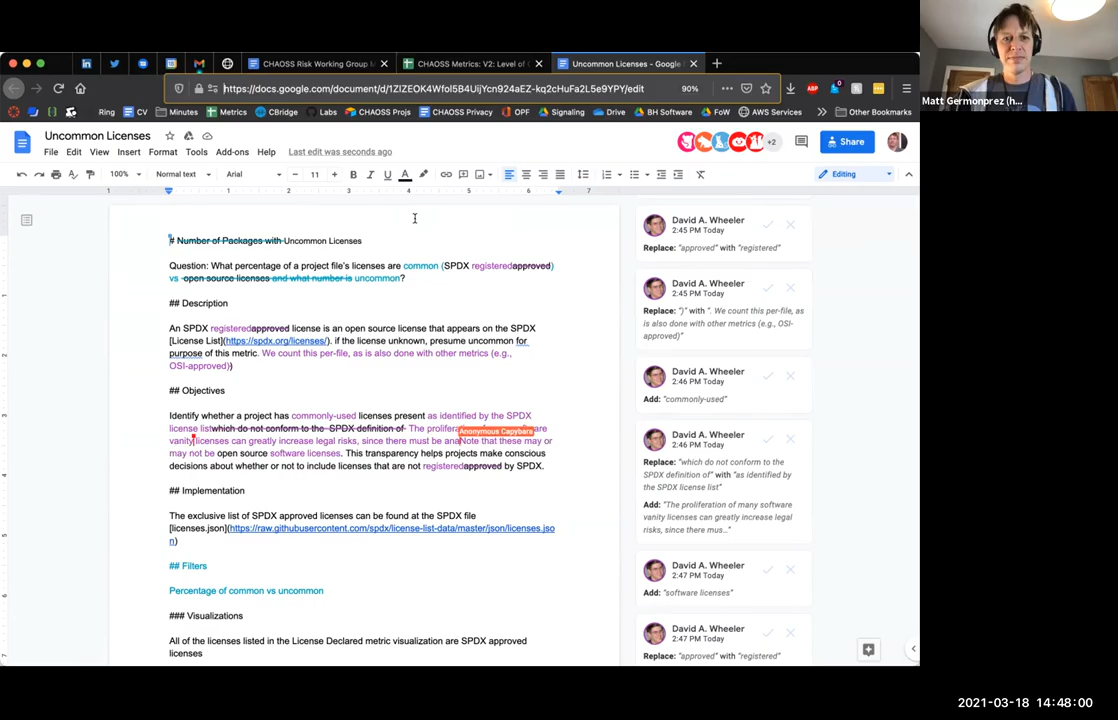 CHAOSS Risk Working Group M
CHAOSS Metrics: V2: Level of C
Uncommon Licenses - Google
https://docs.google.com/document/d/1ZIZEOK4Wfol5B4UijYcn924aEZ-kq2cHuFa2L5e9YPY/edit
90%
Ring
CV
Minutes
Metrics
CBridge
Labs
CHAOSS Projs
CHAOSS Privacy
OPF
Signaling
Drive
BH Software
FoW
AWS Services
Other Bookmarks
Matt Germonprez (h...
Uncommon Licenses
File Edit View Insert Format Tools Add-ons Help Last edit was seconds ago
+2
Share
100% Normal text Arial 11
Editing
1 1 2 3 4 5 6 7
# Number of Packages with Uncommon Licenses
Question: What percentage of a project file's licenses are common (SPDX registeredapproved)
vs open source licenses and what number is uncommon?
## Description
An SPDX registeredapproved license is an open source license that appears on the SPDX
[License List](https://spdx.org/licenses/). if the license unknown, presume uncommon for
purpose of this metric. We count this per-file, as is also done with other metrics (e.g.,
OSI-approved))
## Objectives
Identify whether a project has commonly-used licenses present as identified by the SPDX
license listwhich do not conform to the SPDX definition of The prolifera
Anonymous Capybara
ware
vanity licenses can greatly increase legal risks, since there must be anaNote that these may or
may not be open source software licenses. This transparency helps projects make conscious
decisions about whether or not to include licenses that are not registeredapproved by SPDX.
## Implementation
The exclusive list of SPDX approved licenses can be found at the SPDX file
[licenses.json](https://raw.githubusercontent.com/spdx/license-list-data/master/json/licenses.jso
n)
## Filters
Percentage of common vs uncommon
### Visualizations
All of the licenses listed in the License Declared metric visualization are SPDX approved
licenses
David A. Wheeler
2:45 PM Today
Replace: "approved" with "registered"
David A. Wheeler
2:45 PM Today
Replace: ")" with ". We count this per-file, as
is also done with other metrics (e.g., OSI-
approved)"
David A. Wheeler
2:46 PM Today
Add: "commonly-used"
David A. Wheeler
2:46 PM Today
Replace: "which do not conform to the
SPDX definition of" with "as identified by
the SPDX license list"
Add: "The proliferation of many software
vanity licenses can greatly increase legal
risks, since there mus..."
David A. Wheeler
2:47 PM Today
Add: "software licenses"
David A. Wheeler
2:47 PM Today
Replace: "approved" with "registered"
2021-03-18 14:48:00